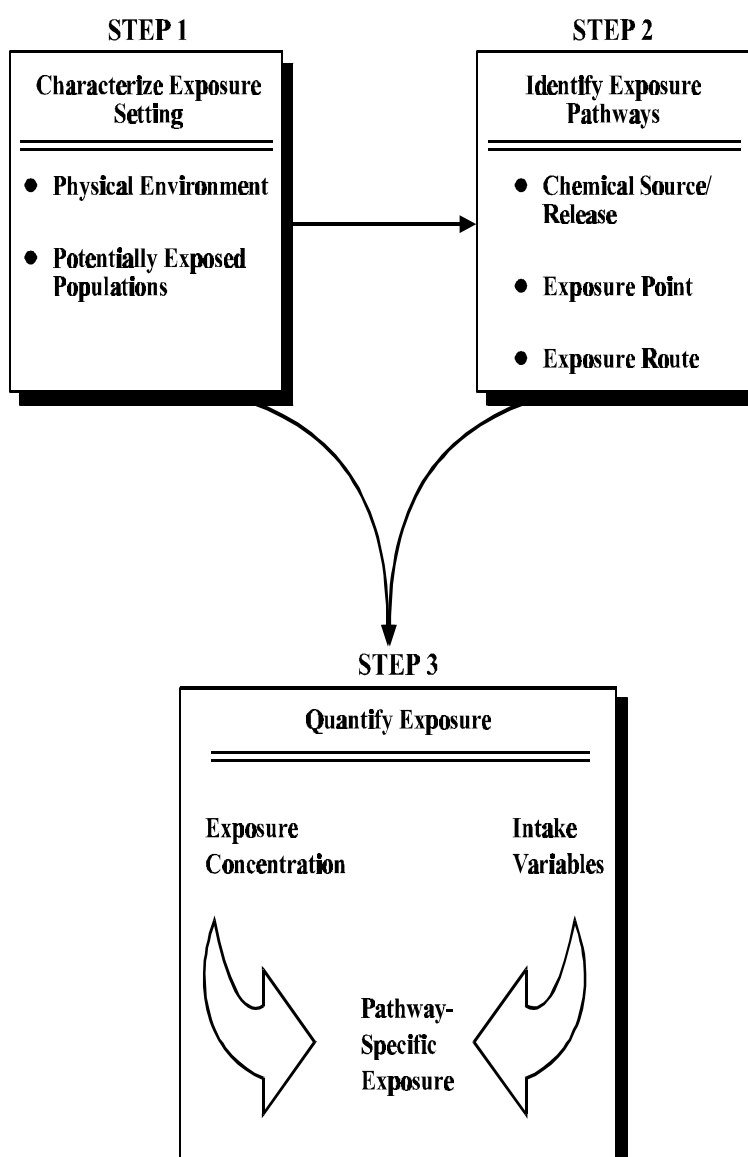 STEP 1
Characterize Exposure
Setting
● Physical Environment
● Potentially Exposed
Populations
STEP 2
Identify Exposure
Pathways
● Chemical Source/
Release
● Exposure Point
● Exposure Route
STEP 3
Quantify Exposure
Exposure
Concentration
Intake
Variables
Pathway-
Specific
Exposure